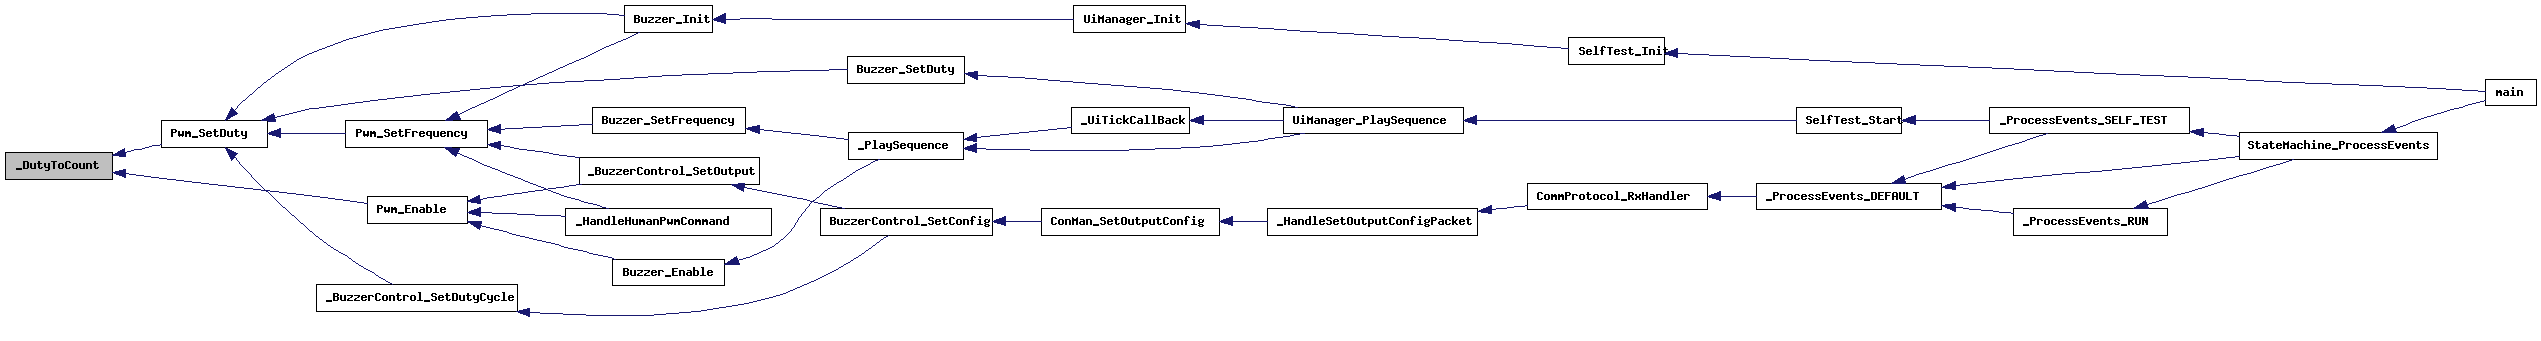 Buzzer_Init
UiManager_Init
SelfTest_Init
Buzzer_SetDuty
main
Pwm_SetDuty
Pwm_SetFrequency
Buzzer_SetFrequency
_UiTickCallBack
UiManager_PlaySequence
SelfTest_Start
_ProcessEvents_SELF_TEST
_PlaySequence
StateMachine_ProcessEvents
_DutyToCount
_BuzzerControl_SetOutput
Pwm_Enable
_HandleHumanPwmCommand
BuzzerControl_SetConfig
ConMan_SetOutputConfig
_HandleSetOutputConfigPacket
CommProtocol_RxHandler
_ProcessEvents_DEFAULT
_ProcessEvents_RUN
Buzzer_Enable
_BuzzerControl_SetDutyCycle